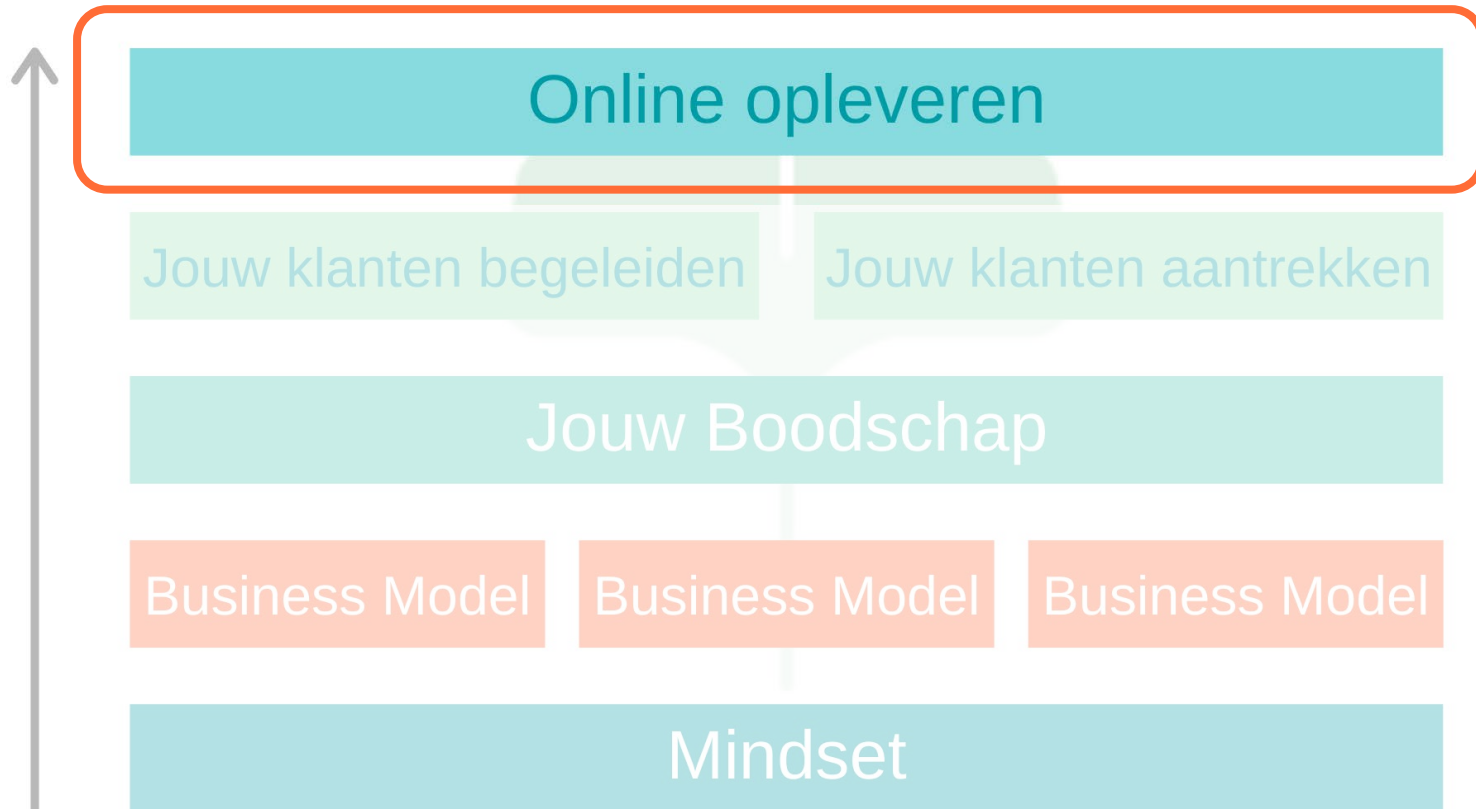 Online opleveren
Jouw klanten begeleiden
Jouw klanten aantrekken
Jouw Boodschap
Business Model
Business Model
Business Model
Mindset